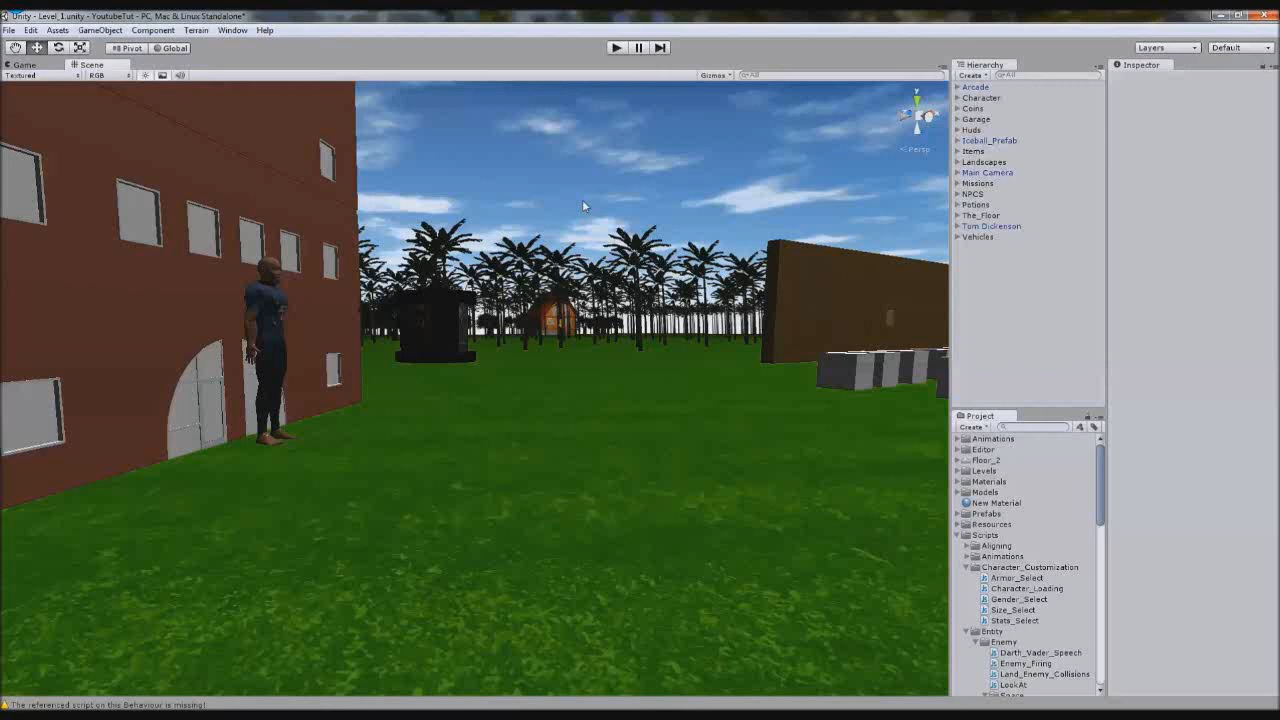 Unity - Level_1.unity - YoutubeTut - PC, Mac & Linux Standalone*
File Edit Assets GameObject Component Terrain Window Help
Pivot Global Layers Default
Game Scene Hierarchy Inspector
Textured RGB Gizmos All Create All
y
Persp
Arcade
Character
Coins
Garage
Huds
Iceball_Prefab
Items
Landscapes
Main Camera
Missions
NPCS
Potions
The_Floor
Tom Dickenson
Vehicles
Project
Create
Animations
Editor
Floor_2
Levels
Materials
Models
New Material
Prefabs
Resources
Scripts
Aligning
Animations
Character_Customization
Armor_Select
Character_Loading
Gender_Select
Size_Select
Stats_Select
Entity
Enemy
Darth_Vader_Speech
Enemy_Firing
Land_Enemy_Collisions
LookAt
Space
The referenced script on this Behaviour is missing!